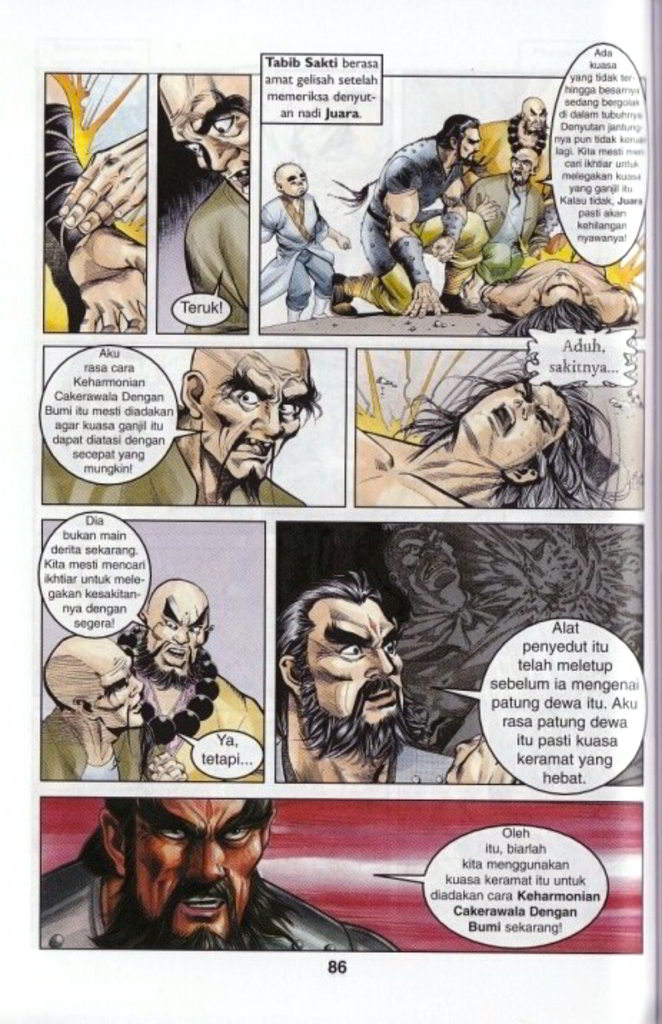 Tabib Sakti berasa
amat gelisah setelah
memeriksa denyut-
an nadi Juara.
Teruk!
Ada
kuasa
yang tidak ter-
hingga besarnya
sedang bergolak
di dalam tubuhnya.
Denyutan jantung-
nya pun tidak keruan
lagi. Kita mesti men-
cari ikhtiar untuk
melegakan kuasa
yang ganjil itu.
Kalau tidak, Juara
pasti akan
kehilangan
nyawanya!
Aku
rasa cara
Keharmonian
Cakerawala Dengan
Bumi itu mesti diadakan
agar kuasa ganjil itu
dapat diatasi dengan
secepat yang
mungkin!
Aduh,
sakitnya...
Dia
bukan main
derita sekarang.
Kita mesti mencari
ikhtiar untuk mele-
gakan kesakitan-
nya dengan
segera!
Ya,
tetapi...
Alat
penyedut itu
telah meletup
sebelum ia mengenai
patung dewa itu. Aku
rasa patung dewa
itu pasti kuasa
keramat yang
hebat.
Oleh
itu, biarlah
kita menggunakan
kuasa keramat itu untuk
diadakan cara Keharmonian
Cakerawala Dengan
Bumi sekarang!
86